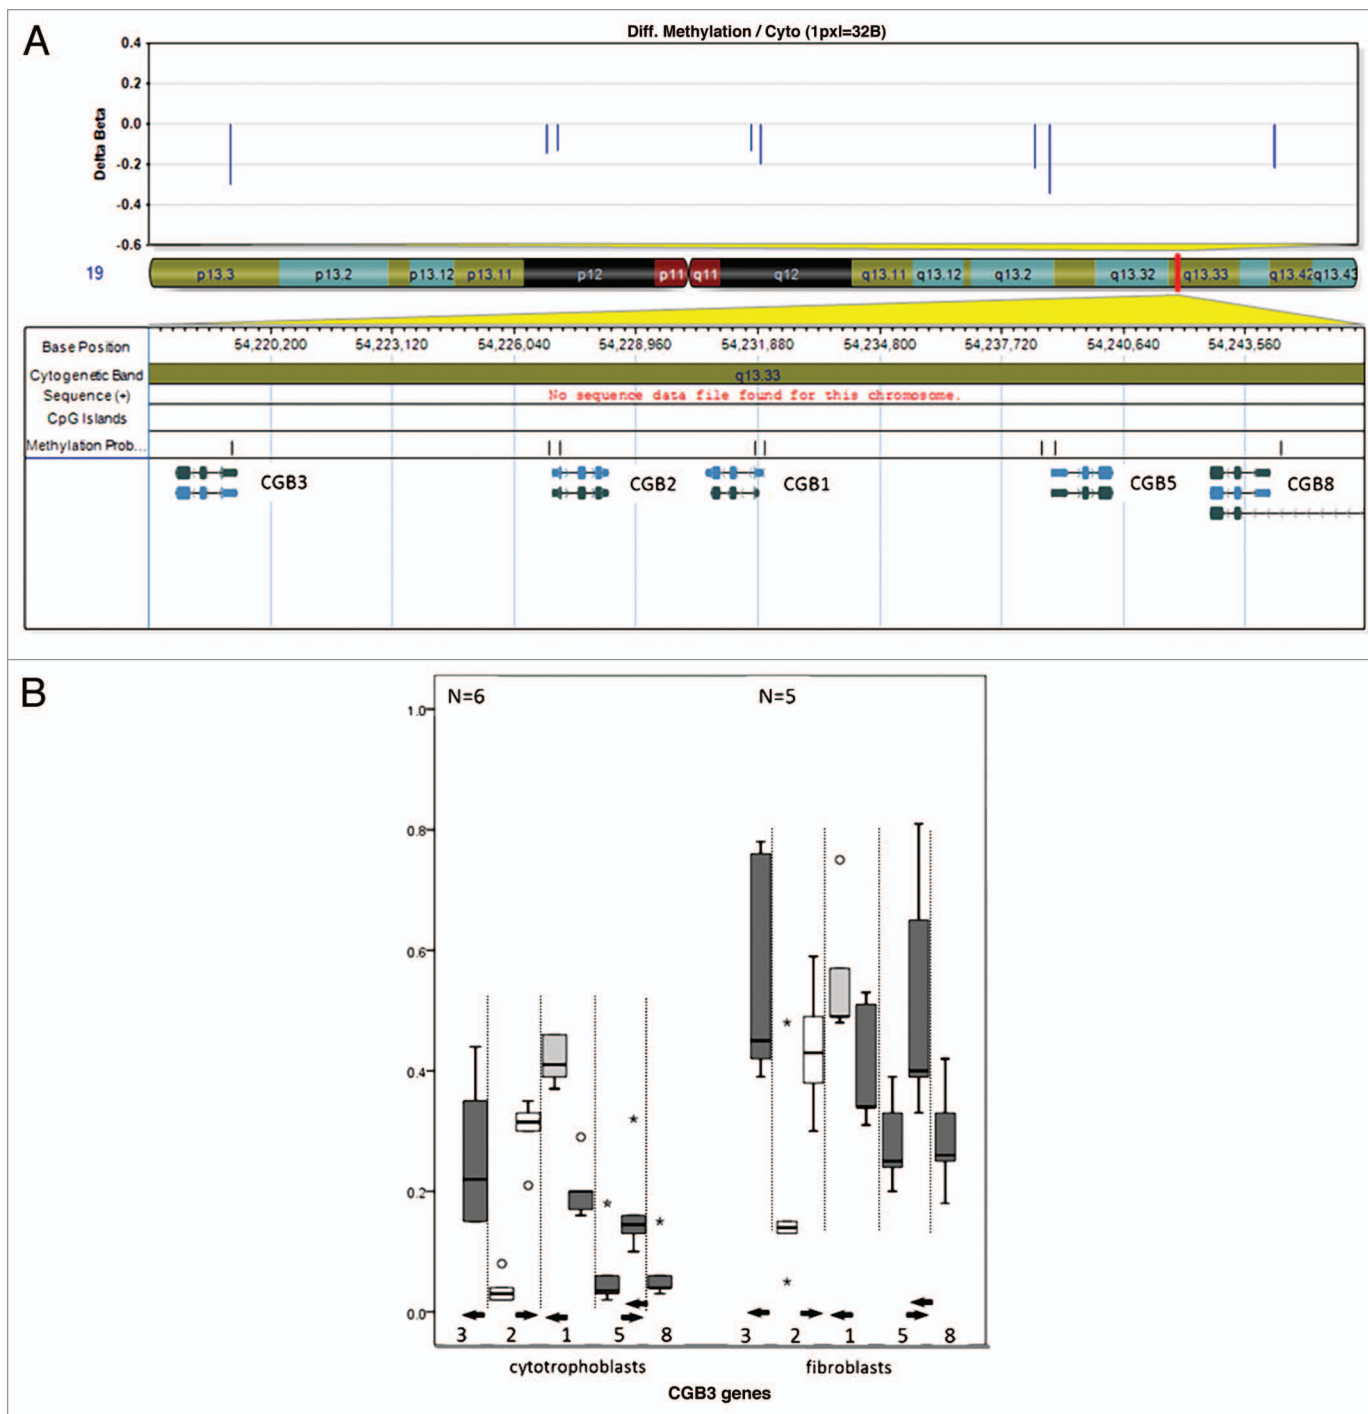 A
Diff. Methylation / Cyto (1pxl=32B)
0.4
0.2
0.0
-0.2
-0.4
-0.6
Delta Beta
19
p13.3 p13.2 p13.12 p13.11 p12 p11 q11 q12 q13.11 q13.12 q13.2 q13.32 q13.33 q13.42 q13.43
Base Position 54,220,200 54,223,120 54,226,040 54,228,960 54,231,880 54,234,800 54,237,720 54,240,640 54,243,560
Cytogenetic Band q13.33
Sequence (+) No sequence data file found for this chromosome.
CpG Islands
Methylation Prob...
CGB3 CGB2 CGB1 CGB5 CGB8
B
N=6 N=5
1.0
0.8
0.6
0.4
0.2
0.0
3 2 1 5 8 3 2 1 5 8
cytotrophoblasts fibroblasts
CGB3 genes